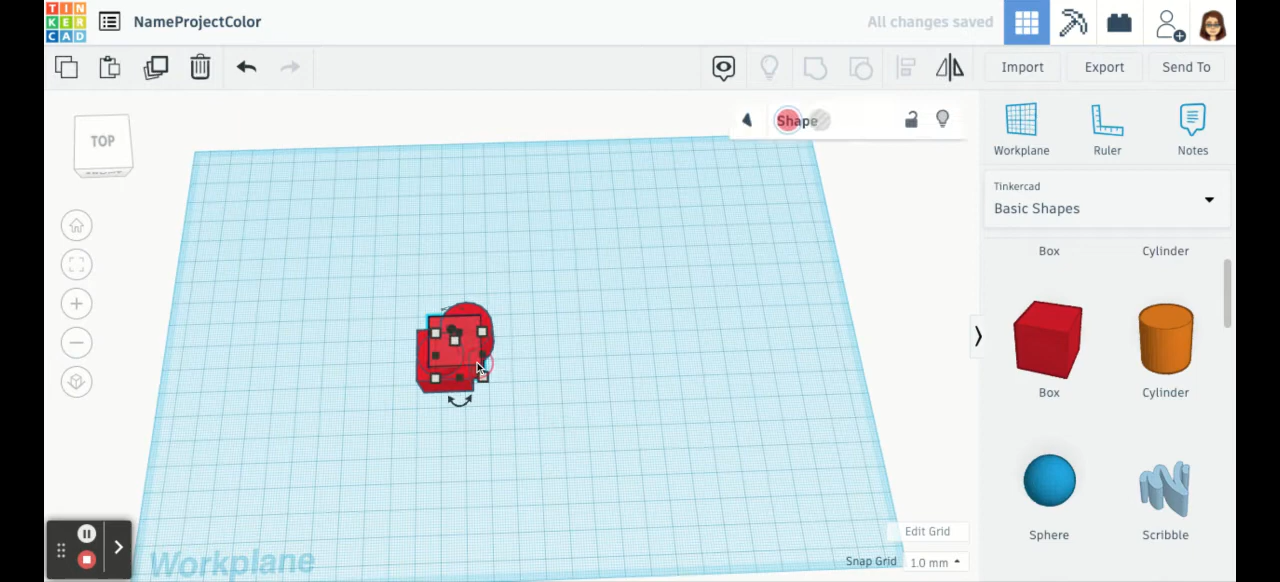 TIN
KER
CAD
NameProjectColor
All changes saved
Import
Export
Send To
TOP
Shape
Workplane
Ruler
Notes
Tinkercad
Basic Shapes
Box
Cylinder
Box
Cylinder
Sphere
Scribble
Edit Grid
Workplane
Snap Grid
1.0 mm